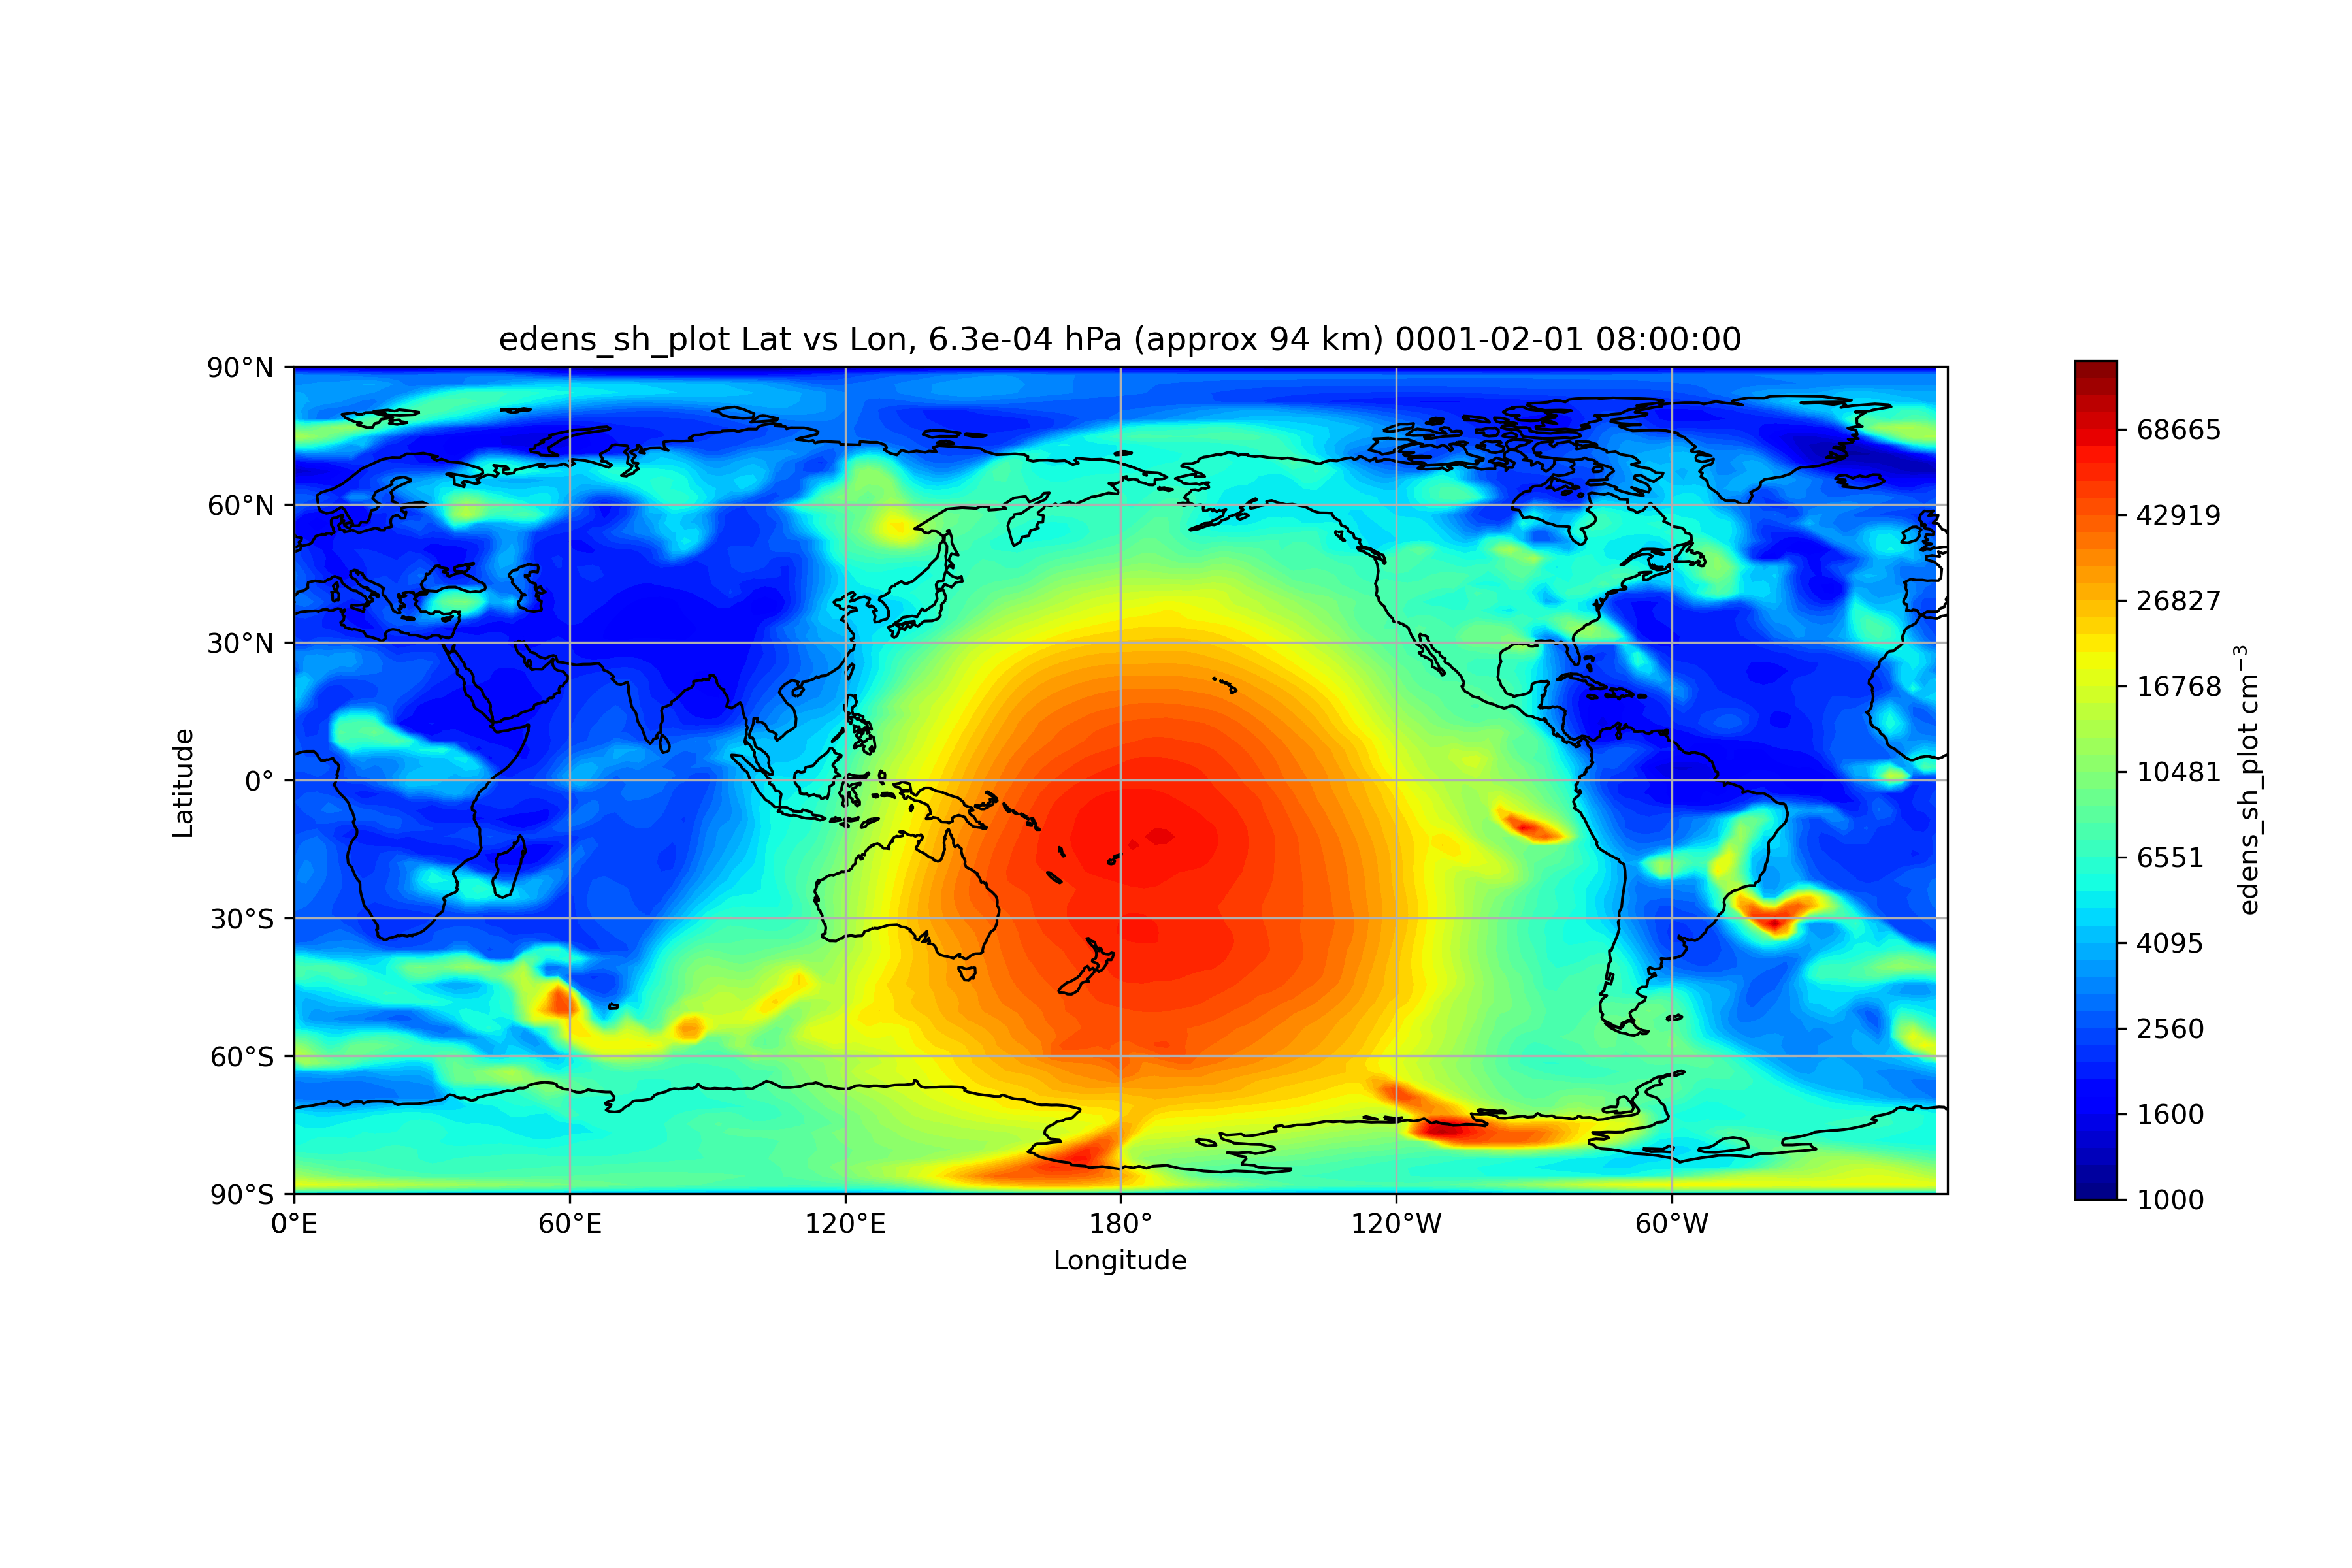 edens_sh_plot Lat vs Lon, 6.3e-04 hPa (approx 94 km) 0001-02-01 08:00:00
90°N
60°N
30°N
0°
30°S
60°S
90°S
Latitude
0°E
60°E
120°E
180°
120°W
60°W
Longitude
68665
42919
26827
16768
10481
6551
4095
2560
1600
1000
edens_sh_plot cm⁻³